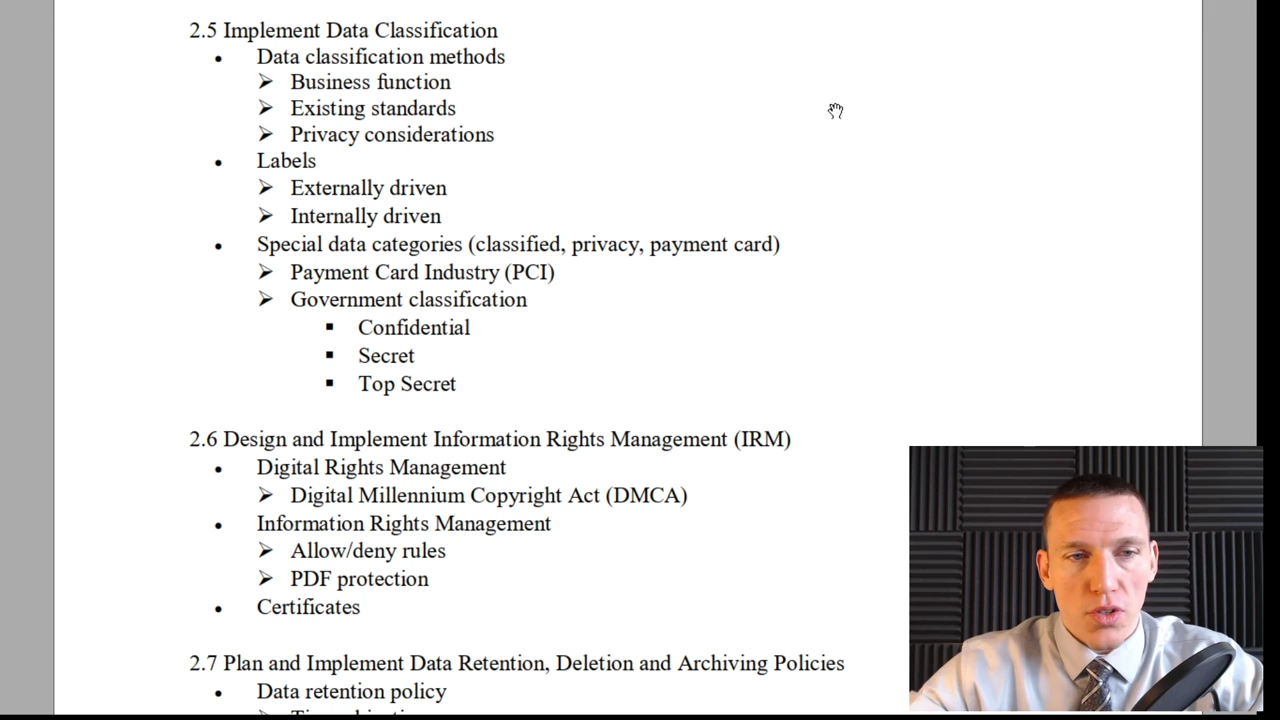 2.5 Implement Data Classification
• Data classification methods
➢ Business function
➢ Existing standards
➢ Privacy considerations
• Labels
➢ Externally driven
➢ Internally driven
• Special data categories (classified, privacy, payment card)
➢ Payment Card Industry (PCI)
➢ Government classification
▪ Confidential
▪ Secret
▪ Top Secret
2.6 Design and Implement Information Rights Management (IRM)
• Digital Rights Management
➢ Digital Millennium Copyright Act (DMCA)
• Information Rights Management
➢ Allow/deny rules
➢ PDF protection
• Certificates
2.7 Plan and Implement Data Retention, Deletion and Archiving Policies
• Data retention policy